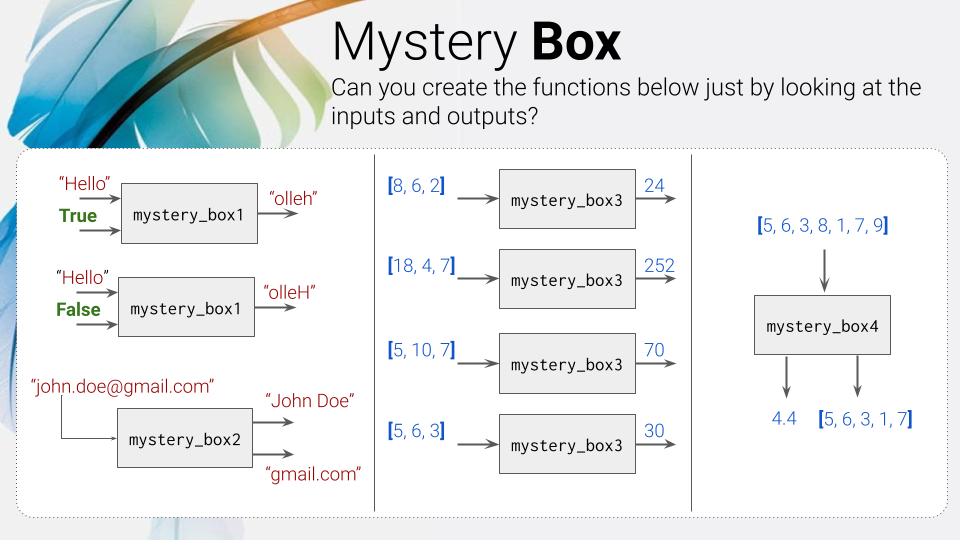 Mystery Box
Can you create the functions below just by looking at the
inputs and outputs?
“Hello”
True
mystery_box1
“olleh”
“Hello”
False
mystery_box1
“olleH”
“john.doe@gmail.com”
mystery_box2
“John Doe”
“gmail.com”
[8, 6, 2]
mystery_box3
24
[18, 4, 7]
mystery_box3
252
[5, 10, 7]
mystery_box3
70
[5, 6, 3]
mystery_box3
30
[5, 6, 3, 8, 1, 7, 9]
mystery_box4
4.4
[5, 6, 3, 1, 7]